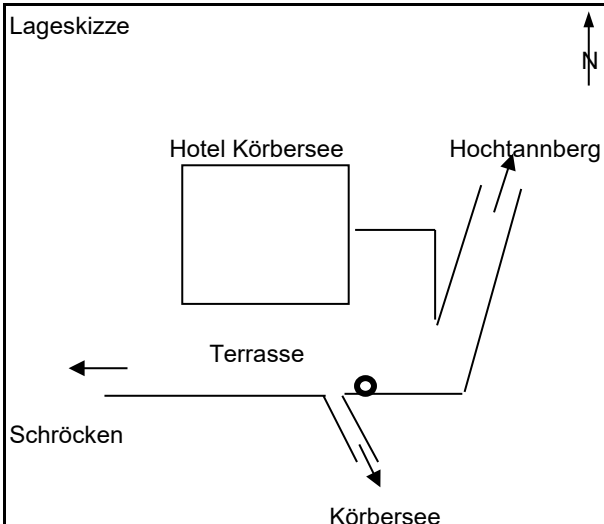 Lageskizze
N
Hotel Körbersee
Hochtannberg
Terrasse
Schröcken
Körbersee